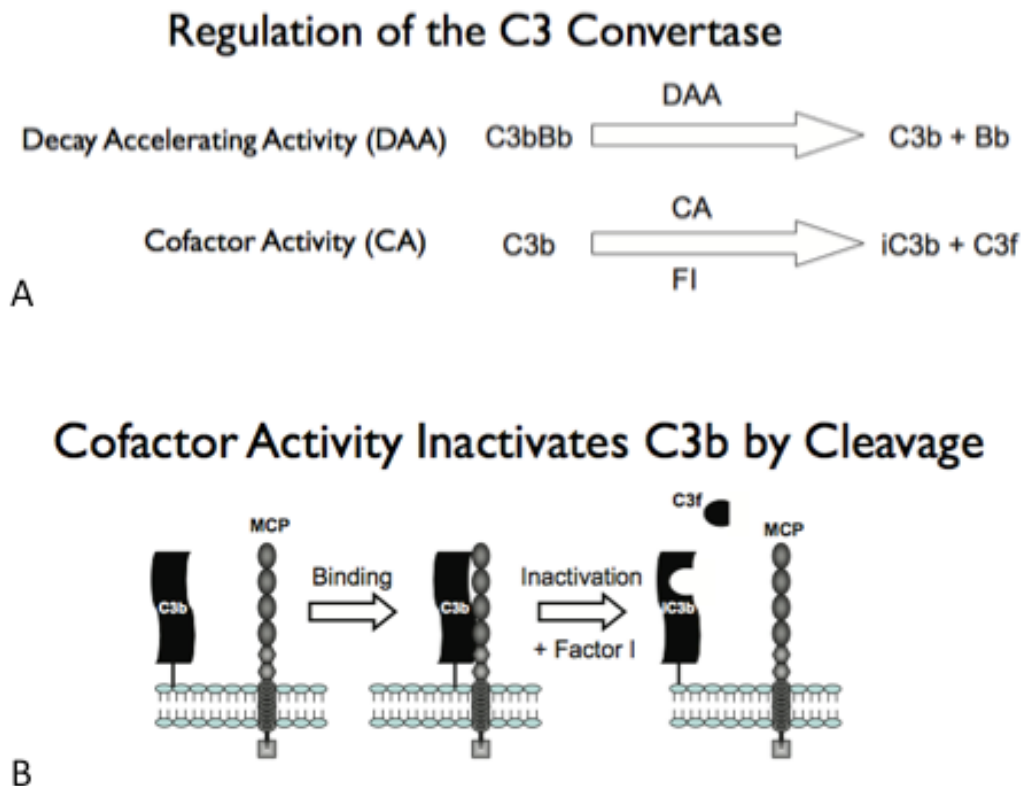 Regulation of the C3 Convertase
DAA
Decay Accelerating Activity (DAA) C3bBb C3b + Bb
CA
Cofactor Activity (CA) C3b iC3b + C3f
FI
A
Cofactor Activity Inactivates C3b by Cleavage
C3f
MCP MCP
Binding Inactivation
C3b C3b iC3b
+ Factor I
B